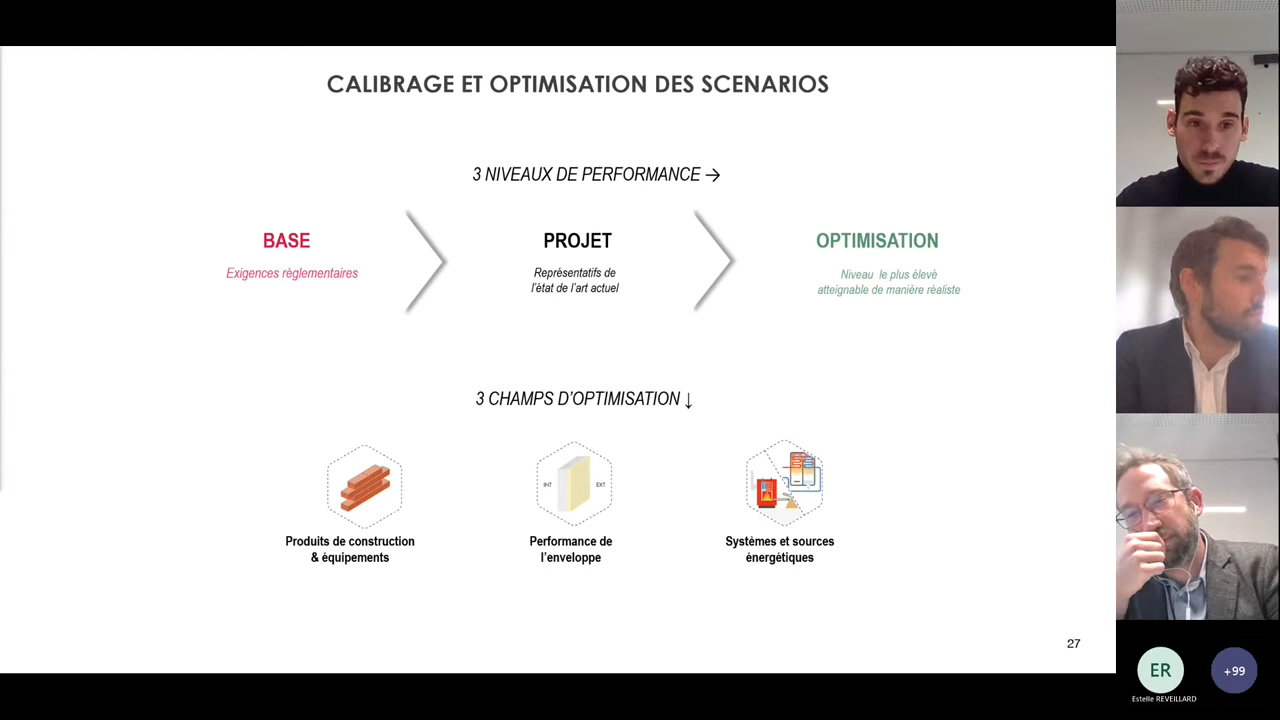 CALIBRAGE ET OPTIMISATION DES SCENARIOS
3 NIVEAUX DE PERFORMANCE →
BASE
Exigences règlementaires
PROJET
Représentatifs de
l'état de l'art actuel
OPTIMISATION
Niveau le plus élevé
atteignable de manière réaliste
3 CHAMPS D'OPTIMISATION ↓
INT
EXT
Produits de construction
& équipements
Performance de
l'enveloppe
Systèmes et sources
énergétiques
27
ER
+99
Estelle REVEILLARD